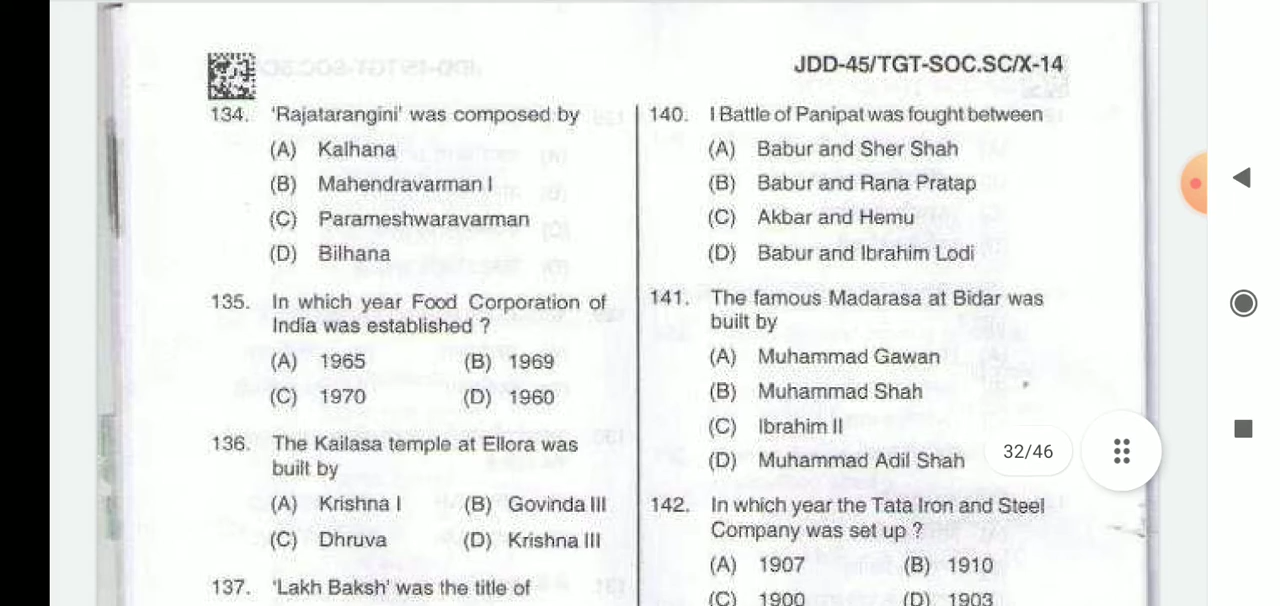 JDD-45/TGT-SOC.SC/X-14
134. 'Rajatarangini' was composed by
(A) Kalhana
(B) Mahendravarman I
(C) Parameshwaravarman
(D) Bilhana
135. In which year Food Corporation of
India was established ?
(A) 1965 (B) 1969
(C) 1970 (D) 1960
136. The Kailasa temple at Ellora was
built by
(A) Krishna I (B) Govinda III
(C) Dhruva (D) Krishna III
137. 'Lakh Baksh' was the title of
140. I Battle of Panipat was fought between
(A) Babur and Sher Shah
(B) Babur and Rana Pratap
(C) Akbar and Hemu
(D) Babur and Ibrahim Lodi
141. The famous Madarasa at Bidar was
built by
(A) Muhammad Gawan
(B) Muhammad Shah
(C) Ibrahim II
(D) Muhammad Adil Shah
32/46
142. In which year the Tata Iron and Steel
Company was set up ?
(A) 1907 (B) 1910
(C) 1900 (D) 1903